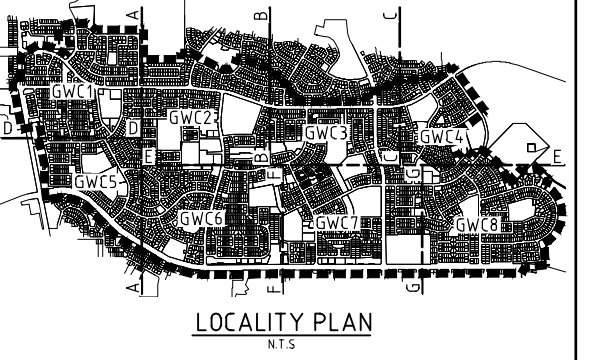 A
B
C
GWC1
GWC2
GWC3
GWC4
D
D
E
B
C
E
F
G
GWC5
GWC6
GWC7
GWC8
A
F
G
LOCALITY PLAN
N.T.S